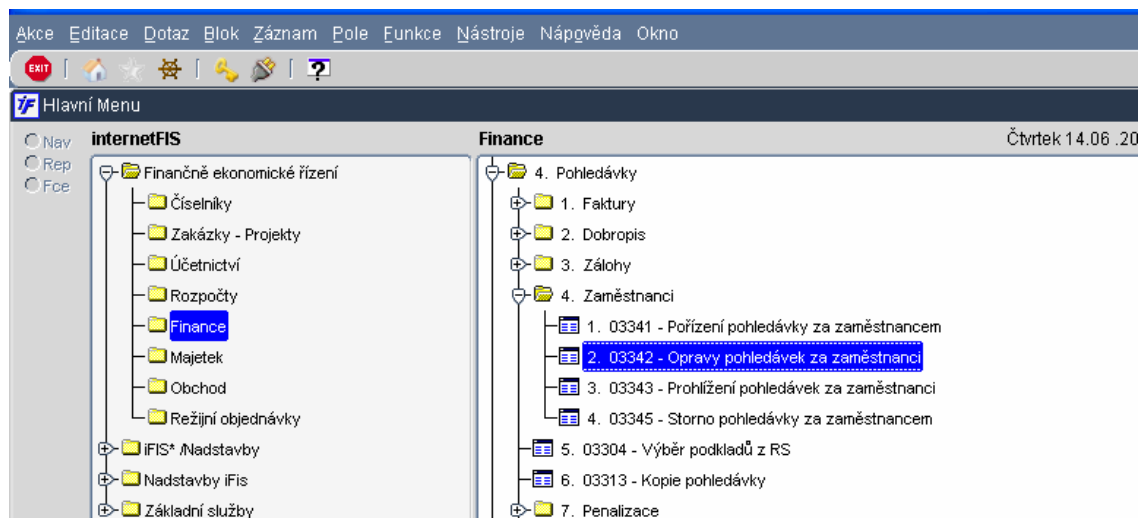 Akce Editace Dotaz Blok Záznam Pole Funkce Nástroje Nápověda Okno
EXIT
Hlavní Menu
Nav
Rep
Fce
internetFIS
Finančně ekonomické řízení
Číselníky
Zakázky - Projekty
Účetnictví
Rozpočty
Finance
Majetek
Obchod
Režijní objednávky
iFIS* /Nadstavby
Nadstavby iFis
Základní služby
Finance
Čtvrtek 14.06 .20
4. Pohledávky
1. Faktury
2. Dobropis
3. Zálohy
4. Zaměstnanci
1. 03341 - Pořízení pohledávky za zaměstnancem
2. 03342 - Opravy pohledávek za zaměstnanci
3. 03343 - Prohlížení pohledávek za zaměstnanci
4. 03345 - Storno pohledávky za zaměstnancem
5. 03304 - Výběr podkladů z RS
6. 03313 - Kopie pohledávky
7. Penalizace